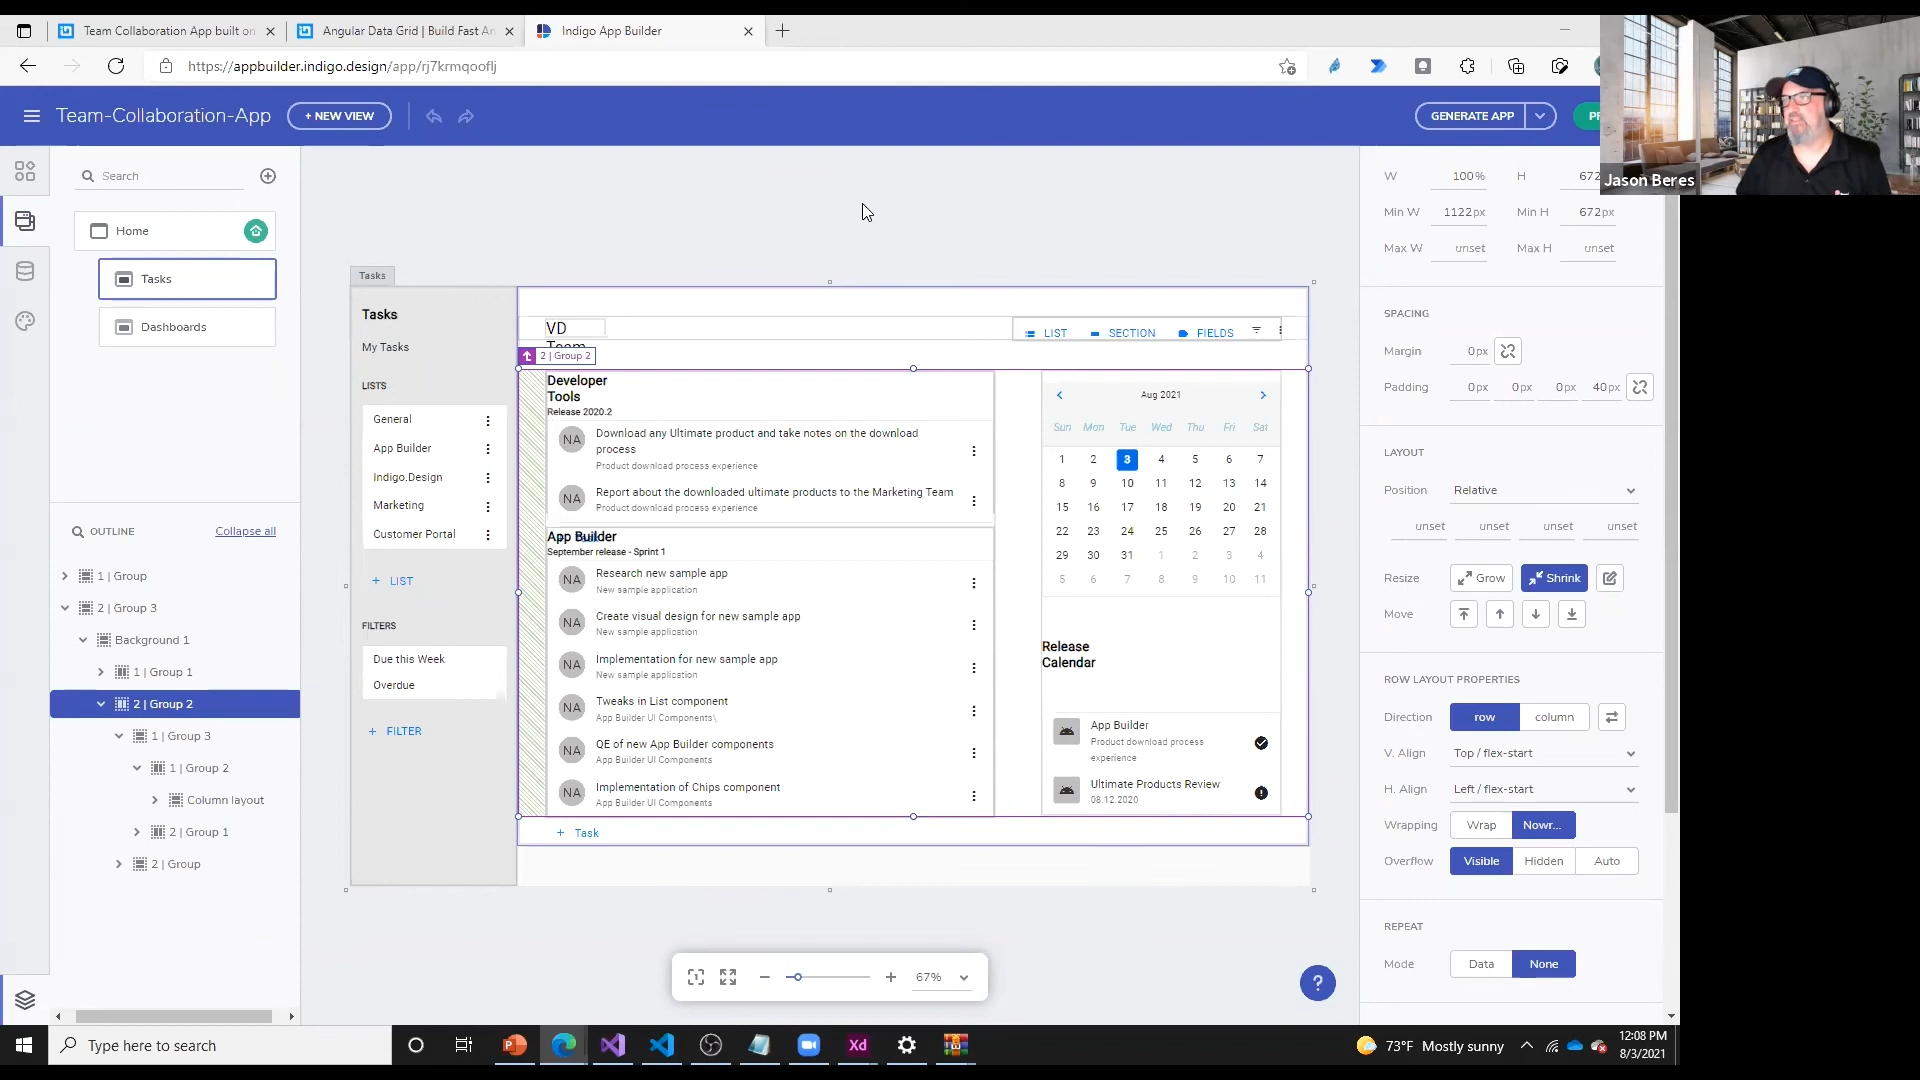 Team Collaboration App built on
Angular Data Grid | Build Fast An
Indigo App Builder
https://appbuilder.indigo.design/app/rj7krmqooflj
Team-Collaboration-App
+ NEW VIEW
GENERATE APP
Jason Beres
Search
Home
Tasks
Dashboards
OUTLINE
Collapse all
1 | Group
2 | Group 3
Background 1
1 | Group 1
2 | Group 2
1 | Group 3
1 | Group 2
Column layout
2 | Group 1
2 | Group
Tasks
Tasks
My Tasks
LISTS
General
App Builder
Indigo.Design
Marketing
Customer Portal
+ LIST
FILTERS
Due this Week
Overdue
+ FILTER
VD
LIST
SECTION
FIELDS
2 | Group 2
Developer
Tools
Release 2020.2
NA
Download any Ultimate product and take notes on the download
process
Product download process experience
NA
Report about the downloaded ultimate products to the Marketing Team
Product download process experience
App Builder
September release - Sprint 1
NA
Research new sample app
New sample application
NA
Create visual design for new sample app
New sample application
NA
Implementation for new sample app
New sample application
NA
Tweaks in List component
App Builder UI Components\
NA
QE of new App Builder components
App Builder UI Components
NA
Implementation of Chips component
App Builder UI Components
+ Task
Aug 2021
Sun Mon Tue Wed Thu Fri Sat
1 2 3 4 5 6 7
8 9 10 11 12 13 14
15 16 17 18 19 20 21
22 23 24 25 26 27 28
29 30 31 1 2 3 4
5 6 7 8 9 10 11
Release
Calendar
App Builder
Product download process
experience
Ultimate Products Review
08.12.2020
67%
?
W 100% H 672
Min W 1122px Min H 672px
Max W unset Max H unset
SPACING
Margin 0px
Padding 0px 0px 0px 40px
LAYOUT
Position Relative
unset unset unset unset
Resize Grow Shrink
Move
ROW LAYOUT PROPERTIES
Direction row column
V. Align Top / flex-start
H. Align Left / flex-start
Wrapping Wrap Nowr...
Overflow Visible Hidden Auto
REPEAT
Mode Data None
Type here to search
Xd
73°F Mostly sunny
12:08 PM
8/3/2021